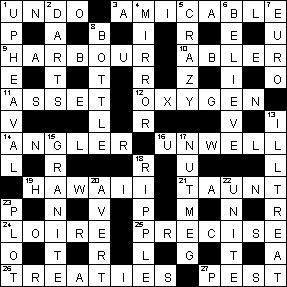 1 U N 2 D O 3 A 4 M I 5 C A 6 B L 7 E
P A 8 B I R E U
9 H A R B O U R 10 A B L E R
E T T R Z I O
11 A S S E T 12 O X Y G E N
V L R V 13 I
14 A N 15 G L E R 16 U 17 N W E L L
L R 18 R U L
19 H A W 20 A I I 21 T A 22 U N T
23 P N V P M N R
24 L O I R E 25 P R E C I S E
O T R L G T A
26 T R E A T I E S 27 P E S T